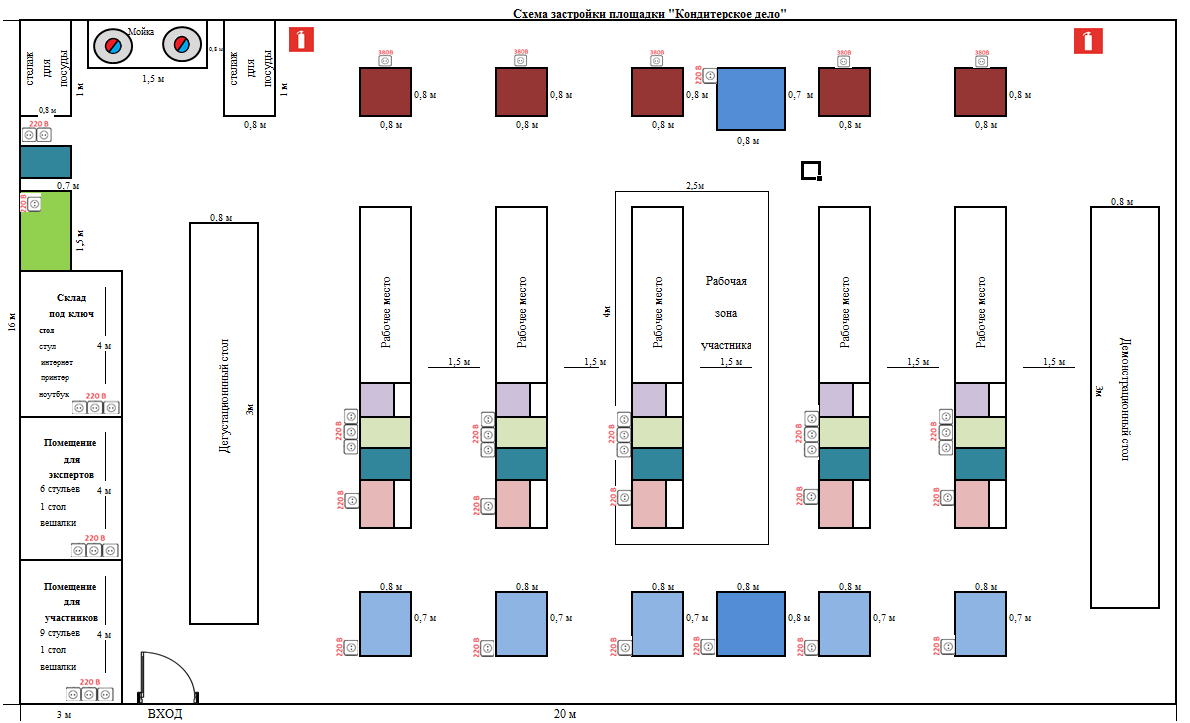 Схема застройки площадки "Кондитерское дело"
стелаж для посуды
1 м
0,8 м
Мойка
0,8 м
1,5 м
стелаж для посуды
1 м
0,8 м
380В
380В
380В
380В
380В
220 В
0,8 м
0,8 м
0,8 м
0,7 м
0,8 м
0,8 м
0,8 м
0,8 м
0,8 м
0,8 м
0,8 м
220 В
0.7 м
220 В
1,5 м
16 м
Склад
под ключ
стол
стул
4 м
интернет
принтер
ноутбук
220 В
Помещение
для
экспертов
6 стульев
4 м
1 стол
вешалки
220 В
Помещение
для
участников
9 стульев
4 м
1 стол
вешалки
220 В
0.8 м
Дегустационный стол
3м
2,5м
4м
Рабочее место
Рабочее место
Рабочее место
Рабочая
зона
участника
Рабочее место
Рабочее место
1,5 м
1,5 м
1,5 м
1,5 м
1,5 м
220 В
220 В
220 В
220 В
220 В
220 В
220 В
220 В
220 В
220 В
0.8 м
Демонстрационный стол
3м
0.8 м
0.8 м
0.8 м
0.8 м
0.8 м
0.8 м
0,7 м
0,7 м
0,7 м
0,8 м
0,7 м
0,7 м
220 В
220 В
220 В
220 В
220 В
220 В
3 м
ВХОД
20 м